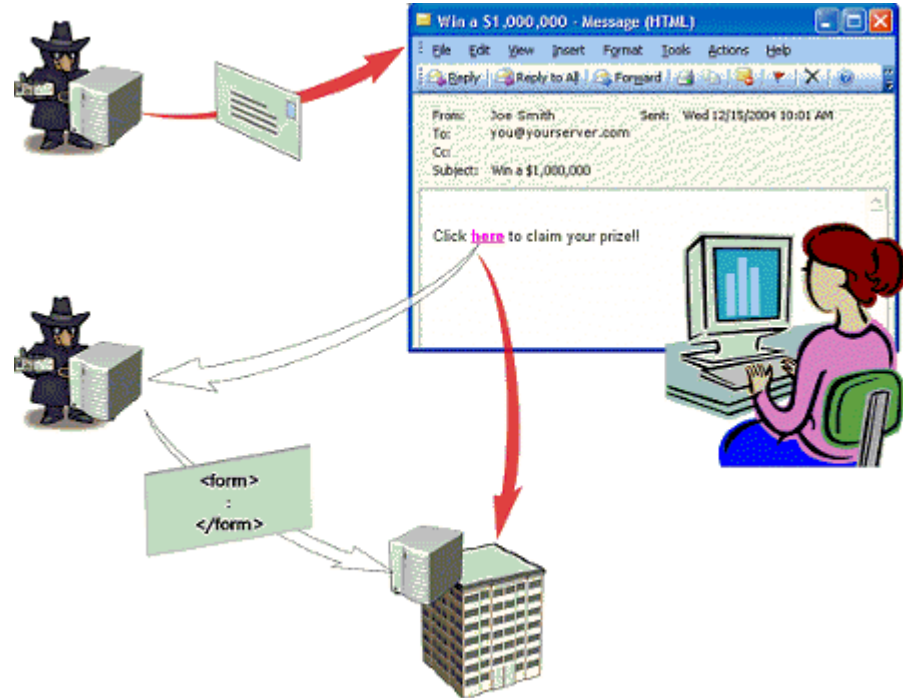 Win a $1,000,000 - Message (HTML)
File Edit View Insert Format Tools Actions Help
Reply Reply to All Forward
From: Joe Smith Sent: Wed 12/15/2004 10:01 AM
To: you@yourserver.com
Cc:
Subject: Win a $1,000,000
Click here to claim your prize!!
<form>
:
</form>